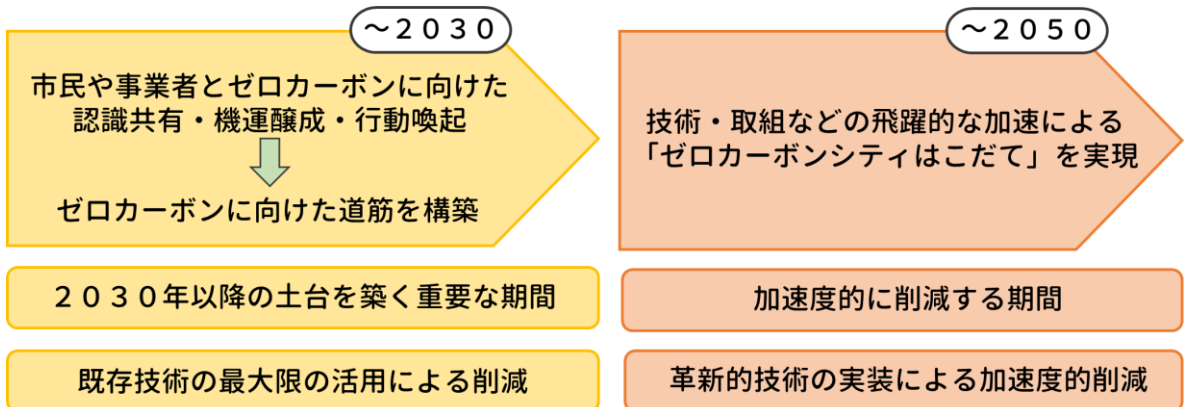 ～２０３０
市民や事業者とゼロカーボンに向けた
認識共有・機運醸成・行動喚起
ゼロカーボンに向けた道筋を構築
２０３０年以降の土台を築く重要な期間
既存技術の最大限の活用による削減
～２０５０
技術・取組などの飛躍的な加速による
「ゼロカーボンシティはこだて」を実現
加速度的に削減する期間
革新的技術の実装による加速度的削減